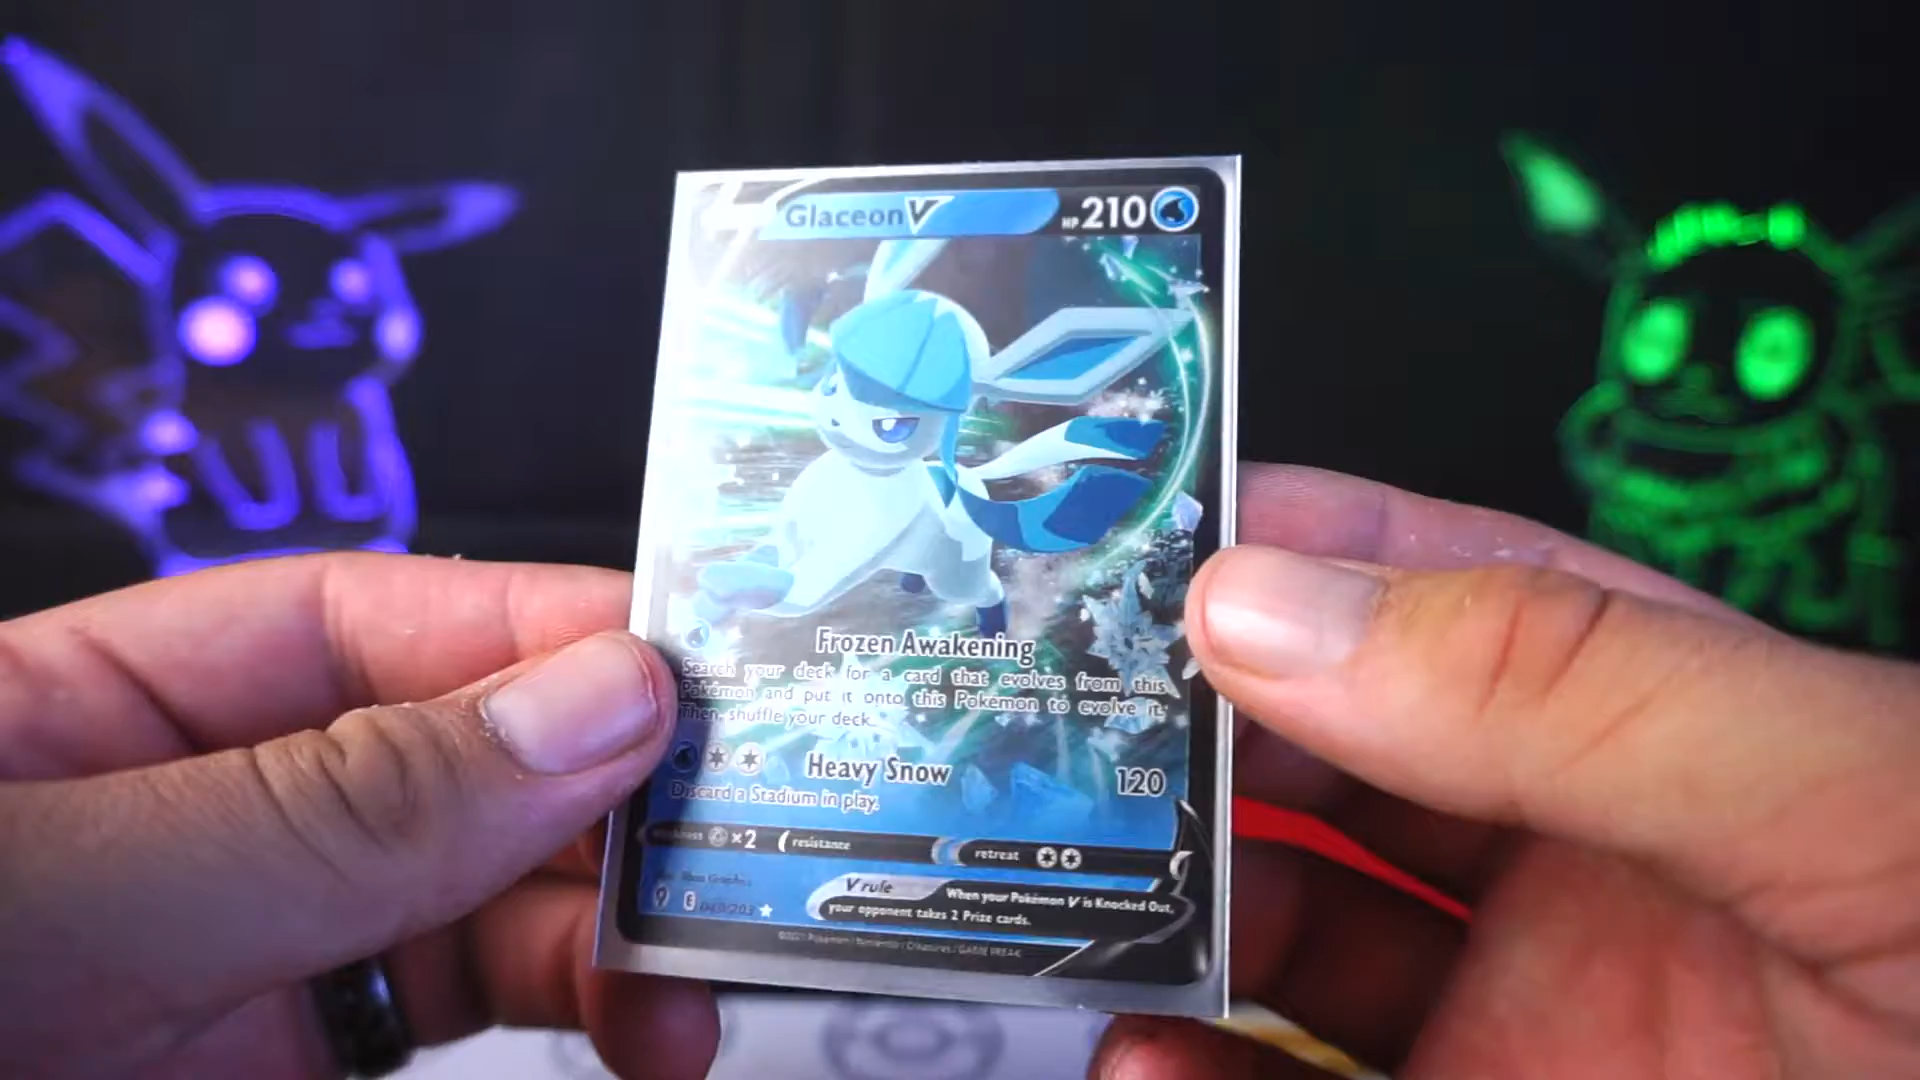 Glaceon V HP 210
Frozen Awakening
Search your deck for a card that evolves from this
Pokémon and put it onto this Pokémon to evolve it.
Then, shuffle your deck.
Heavy Snow 120
Discard a Stadium in play.
weakness ×2 resistance retreat
V rule When your Pokémon V is Knocked Out,
your opponent takes 2 Prize cards.
E 040/203
©2021 Pokémon / Nintendo / Creatures / GAME FREAK